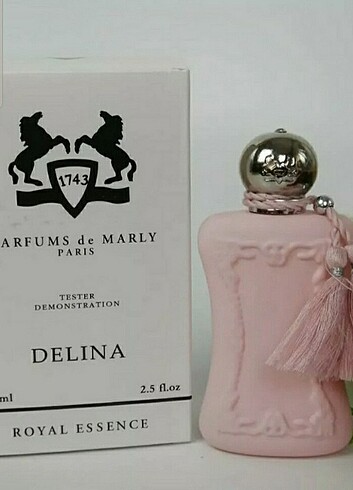 1743
ARFUMS de MARLY
PARIS
TESTER
DEMONSTRATION
DELINA
ml 2.5 fl.oz
ROYAL ESSENCE